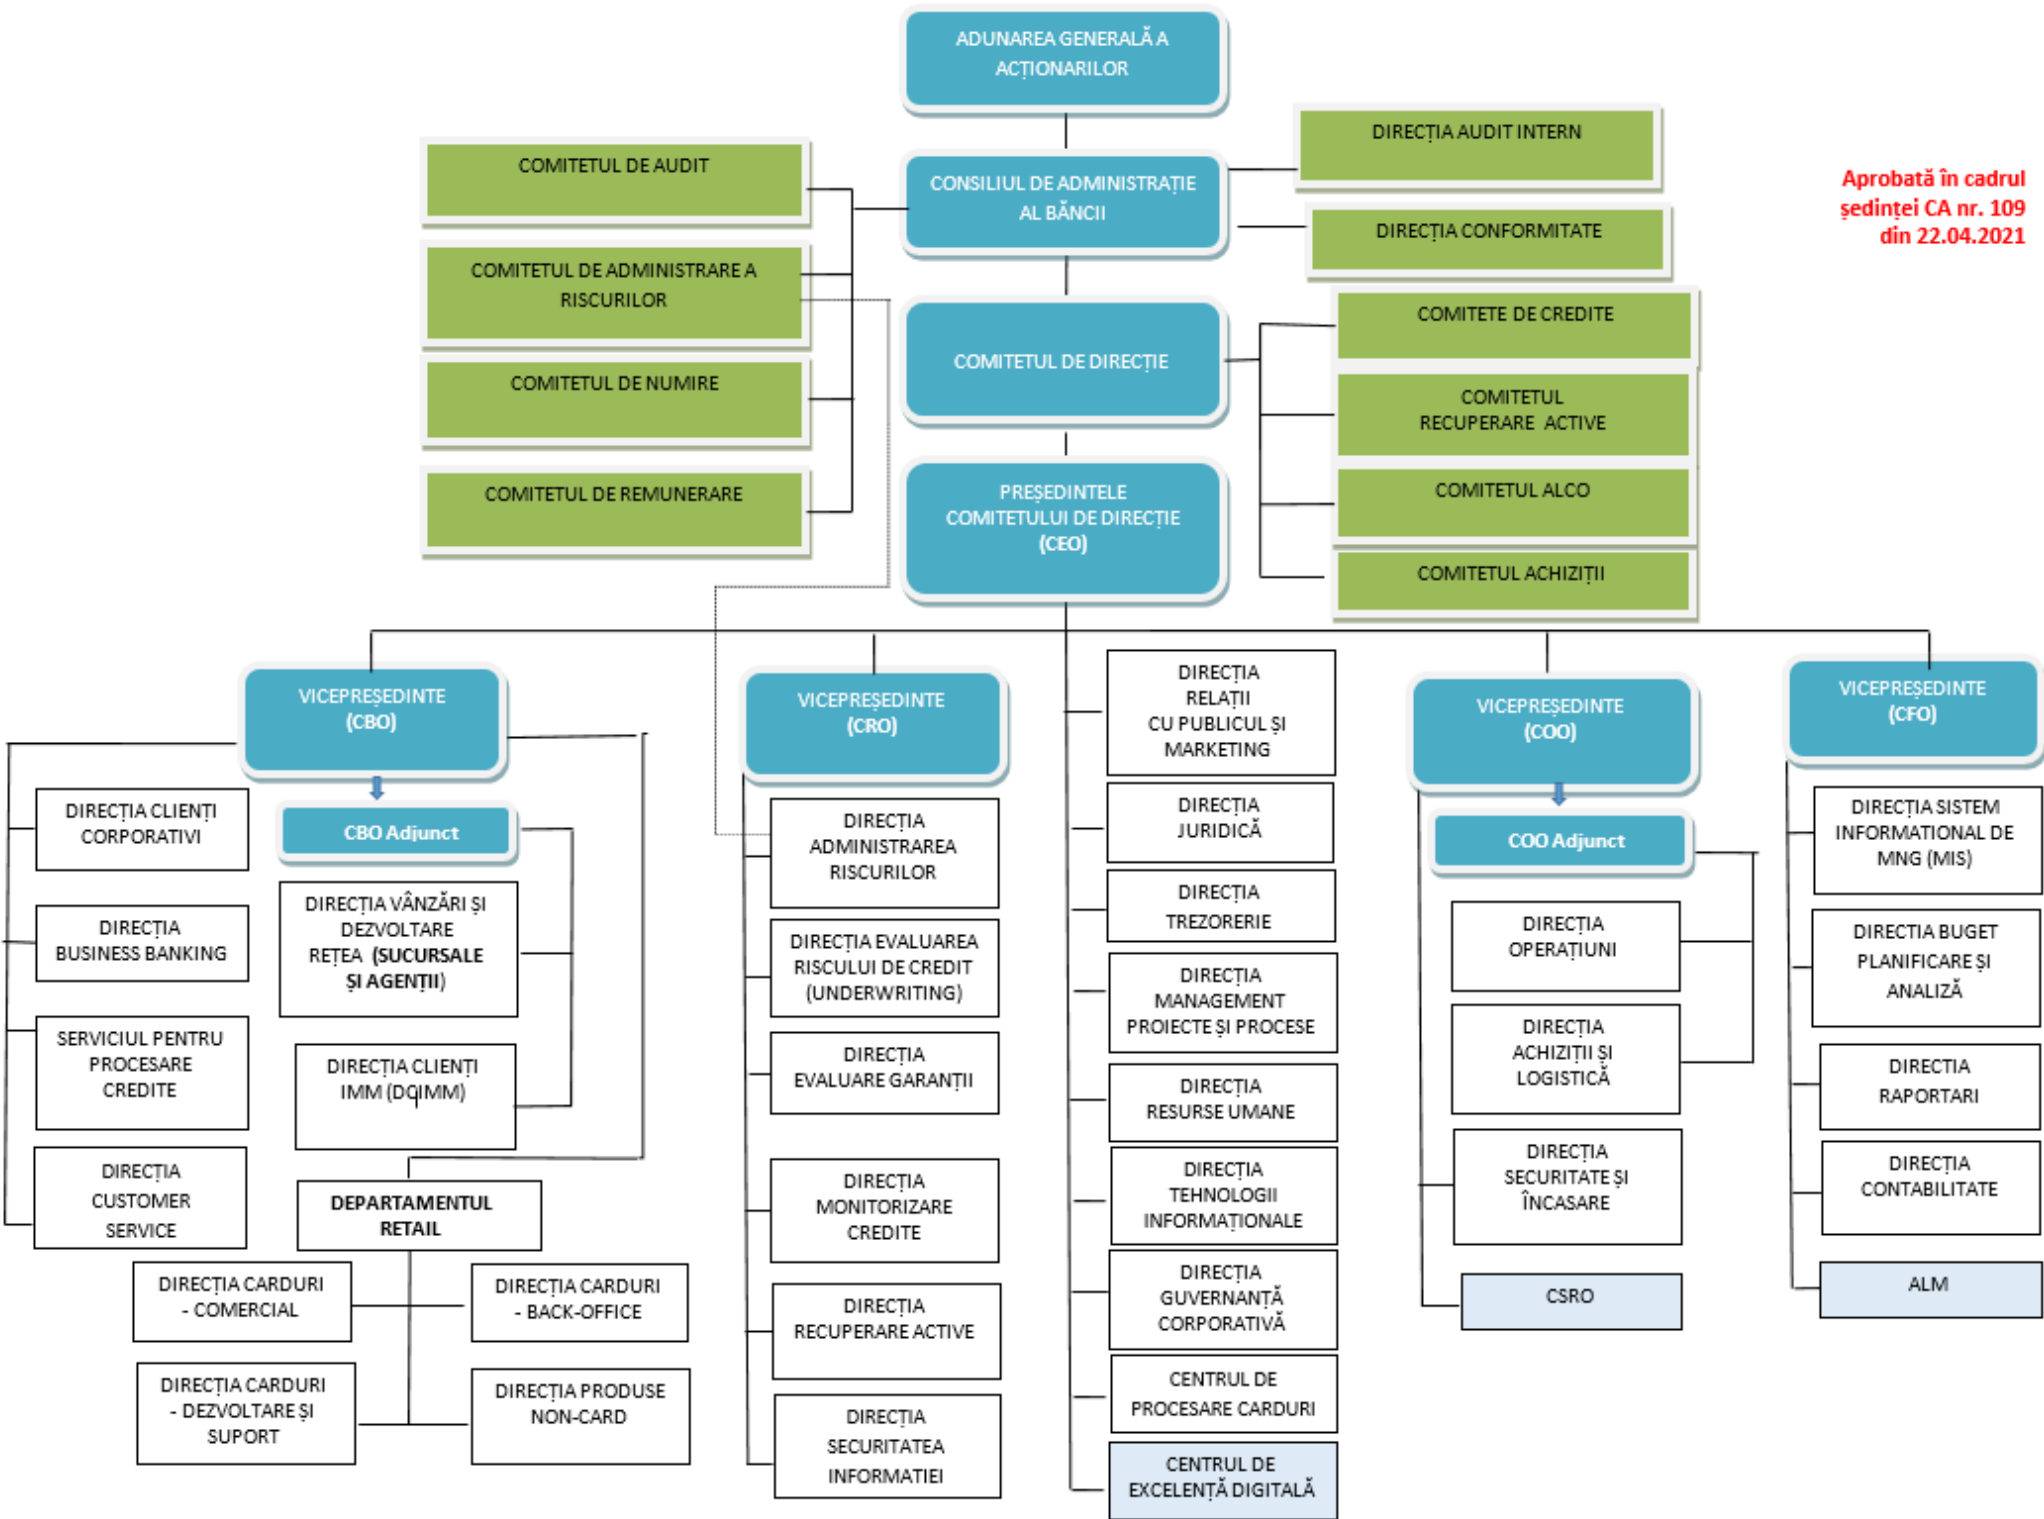 ADUNAREA GENERALĂ A
ACȚIONARILOR
DIRECȚIA AUDIT INTERN
COMITETUL DE AUDIT
CONSILIUL DE ADMINISTRAȚIE
AL BĂNCII
Aprobată în cadrul
ședinței CA nr. 109
din 22.04.2021
DIRECȚIA CONFORMITATE
COMITETUL DE ADMINISTRARE A
RISCURILOR
COMITETUL DE DIRECȚIE
COMITETE DE CREDITE
COMITETUL DE NUMIRE
COMITETUL
RECUPERARE ACTIVE
COMITETUL DE REMUNERARE
PREȘEDINTELE
COMITETULUI DE DIRECȚIE
(CEO)
COMITETUL ALCO
COMITETUL ACHIZIȚII
VICEPREȘEDINTE
(CBO)
DIRECȚIA CLIENȚI
CORPORATIVI
DIRECȚIA
BUSINESS BANKING
SERVICIUL PENTRU
PROCESARE
CREDITE
DIRECȚIA
CUSTOMER
SERVICE
CBO Adjunct
DIRECȚIA VÂNZĂRI ȘI
DEZVOLTARE
REȚEA (SUCURSALE
ȘI AGENȚII)
DIRECȚIA CLIENȚI
IMM (DQIMM)
DEPARTAMENTUL
RETAIL
DIRECȚIA CARDURI
- COMERCIAL
DIRECȚIA CARDURI
- BACK-OFFICE
DIRECȚIA CARDURI
- DEZVOLTARE ȘI
SUPORT
DIRECȚIA PRODUSE
NON-CARD
VICEPREȘEDINTE
(CRO)
DIRECȚIA
ADMINISTRAREA
RISCURILOR
DIRECȚIA EVALUAREA
RISCULUI DE CREDIT
(UNDERWRITING)
DIRECȚIA
EVALUARE GARANȚII
DIRECȚIA
MONITORIZARE
CREDITE
DIRECȚIA
RECUPERARE ACTIVE
DIRECȚIA
SECURITATEA
INFORMATIEI
DIRECȚIA
RELAȚII
CU PUBLICUL ȘI
MARKETING
DIRECȚIA
JURIDICĂ
DIRECȚIA
TREZORERIE
DIRECȚIA
MANAGEMENT
PROIECTE ȘI PROCESE
DIRECȚIA
RESURSE UMANE
DIRECȚIA
TEHNOLOGII
INFORMAȚIONALE
DIRECȚIA
GUVERNANȚĂ
CORPORATIVĂ
CENTRUL DE
PROCESARE CARDURI
CENTRUL DE
EXCELENȚĂ DIGITALĂ
VICEPREȘEDINTE
(COO)
COO Adjunct
DIRECȚIA
OPERAȚIUNI
DIRECȚIA
ACHIZIȚII ȘI
LOGISTICĂ
DIRECȚIA
SECURITATE ȘI
ÎNCASARE
CSRO
VICEPREȘEDINTE
(CFO)
DIRECȚIA SISTEM
INFORMAȚIONAL DE
MNG (MIS)
DIRECTIA BUGET
PLANIFICARE ȘI
ANALIZĂ
DIRECTIA
RAPORTARI
DIRECȚIA
CONTABILITATE
ALM